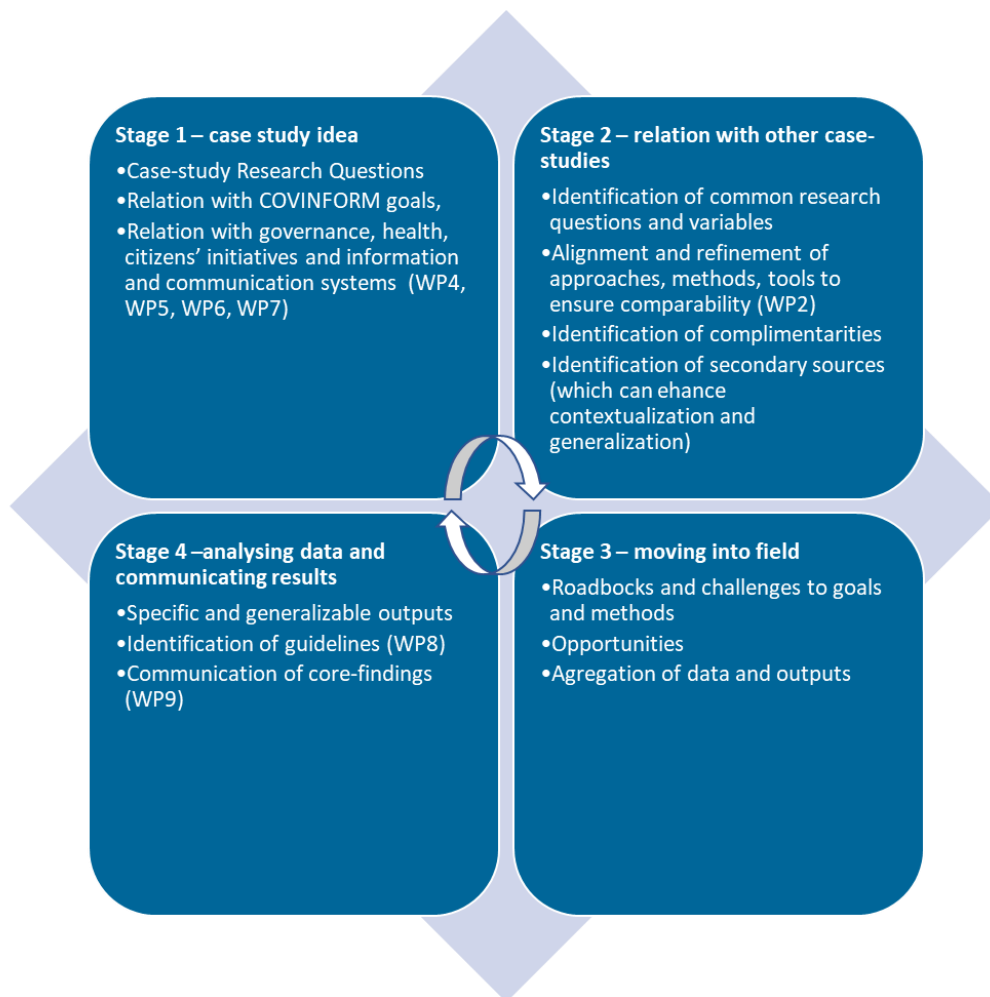 Stage 1 – case study idea
•Case-study Research Questions
•Relation with COVINFORM goals,
•Relation with governance, health,
citizens’ initiatives and information
and communication systems (WP4,
WP5, WP6, WP7)
Stage 2 – relation with other case-
studies
•Identification of common research
questions and variables
•Alignment and refinement of
approaches, methods, tools to
ensure comparability (WP2)
•Identification of complimentarities
•Identification of secondary sources
(which can ehance
contextualization and
generalization)
Stage 4 –analysing data and
communicating results
•Specific and generalizable outputs
•Identification of guidelines (WP8)
•Communication of core-findings
(WP9)
Stage 3 – moving into field
•Roadbocks and challenges to goals
and methods
•Opportunities
•Agregation of data and outputs